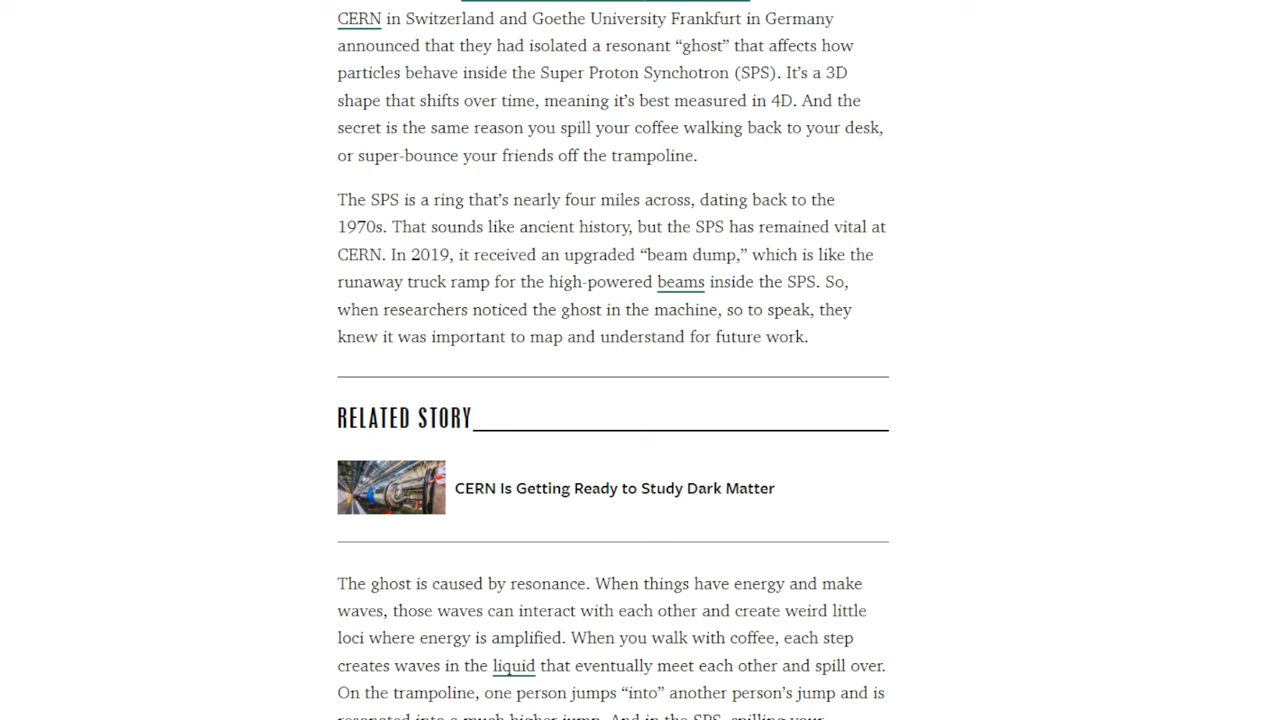 CERN in Switzerland and Goethe University Frankfurt in Germany
announced that they had isolated a resonant “ghost” that affects how
particles behave inside the Super Proton Synchotron (SPS). It’s a 3D
shape that shifts over time, meaning it’s best measured in 4D. And the
secret is the same reason you spill your coffee walking back to your desk,
or super-bounce your friends off the trampoline.
The SPS is a ring that’s nearly four miles across, dating back to the
1970s. That sounds like ancient history, but the SPS has remained vital at
CERN. In 2019, it received an upgraded “beam dump,” which is like the
runaway truck ramp for the high-powered beams inside the SPS. So,
when researchers noticed the ghost in the machine, so to speak, they
knew it was important to map and understand for future work.
RELATED STORY
CERN Is Getting Ready to Study Dark Matter
The ghost is caused by resonance. When things have energy and make
waves, those waves can interact with each other and create weird little
loci where energy is amplified. When you walk with coffee, each step
creates waves in the liquid that eventually meet each other and spill over.
On the trampoline, one person jumps “into” another person’s jump and is
resonated into a much higher jump. And in the SPS, spilling your